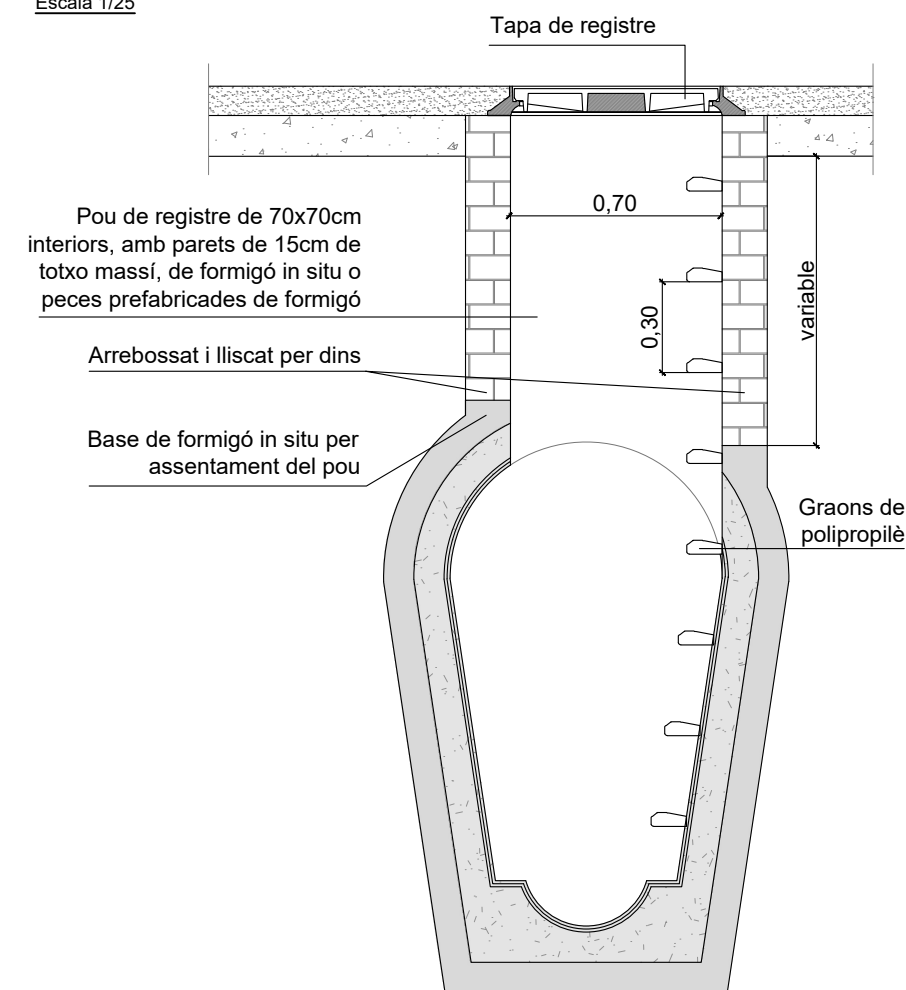 Escala 1/25
Tapa de registre
Pou de registre de 70x70cm
interiors, amb parets de 15cm de
totxo massí, de formigó in situ o
peces prefabricades de formigó
0,70
0,30
variable
Arrebossat i lliscat per dins
Base de formigó in situ per
assentament del pou
Graons de
polipropilè